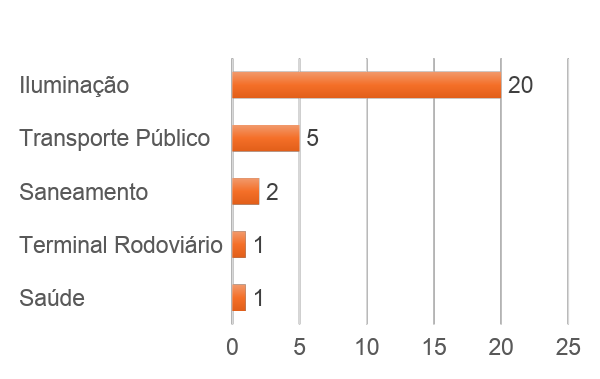 Iluminação 20
Transporte Público 5
Saneamento 2
Terminal Rodoviário 1
Saúde 1
0 5 10 15 20 25